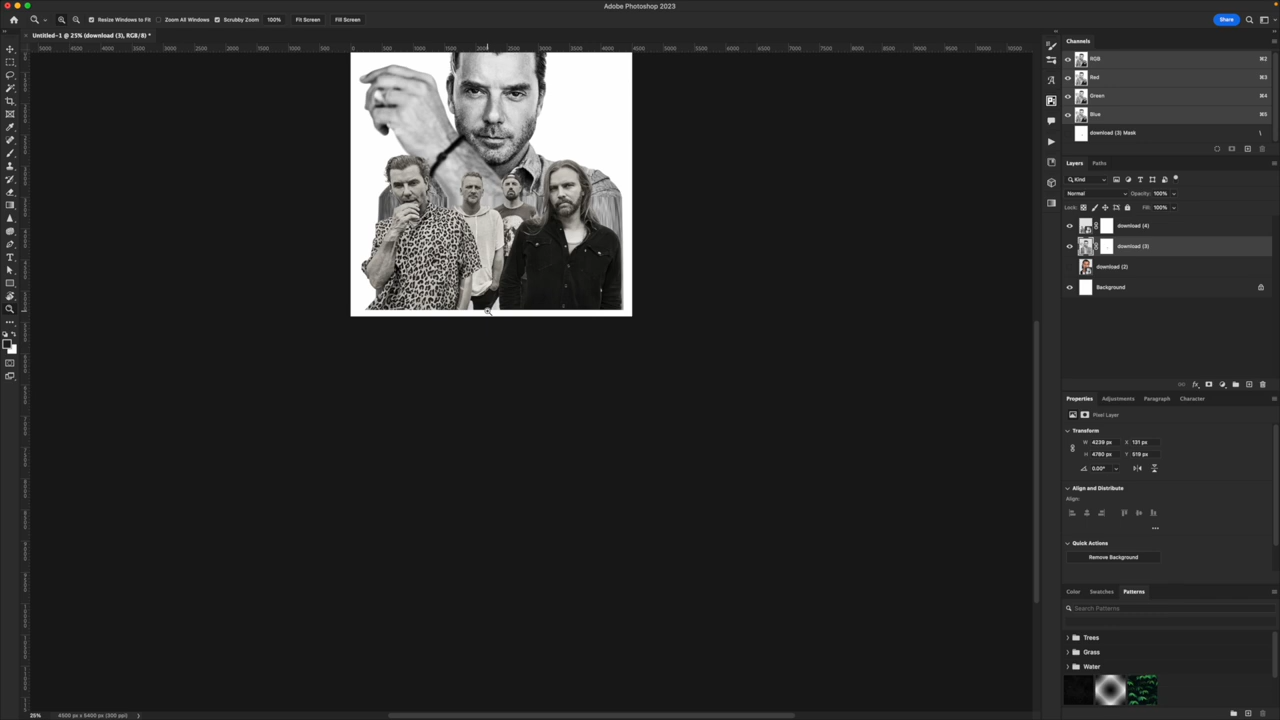 Adobe Photoshop 2023
Resize Windows to Fit Zoom All Windows Scrubby Zoom 100% Fit Screen Fill Screen Share
Untitled-1 @ 25% (download (3), RGB/8) *
Channels
RGB ⌘2
Red ⌘3
Green ⌘4
Blue ⌘5
download (3) Mask \
Layers Paths
Kind
Normal Opacity: 100%
Lock: Fill: 100%
download (4)
download (3)
download (2)
Background
Properties Adjustments Paragraph Character
Pixel Layer
Transform
W 4239 px X 131 px
H 4780 px Y 519 px
0.00°
Align and Distribute
Align:
Quick Actions
Remove Background
Color Swatches Patterns
Search Patterns
Trees
Grass
Water
25% 4500 px x 5400 px (300 ppi)